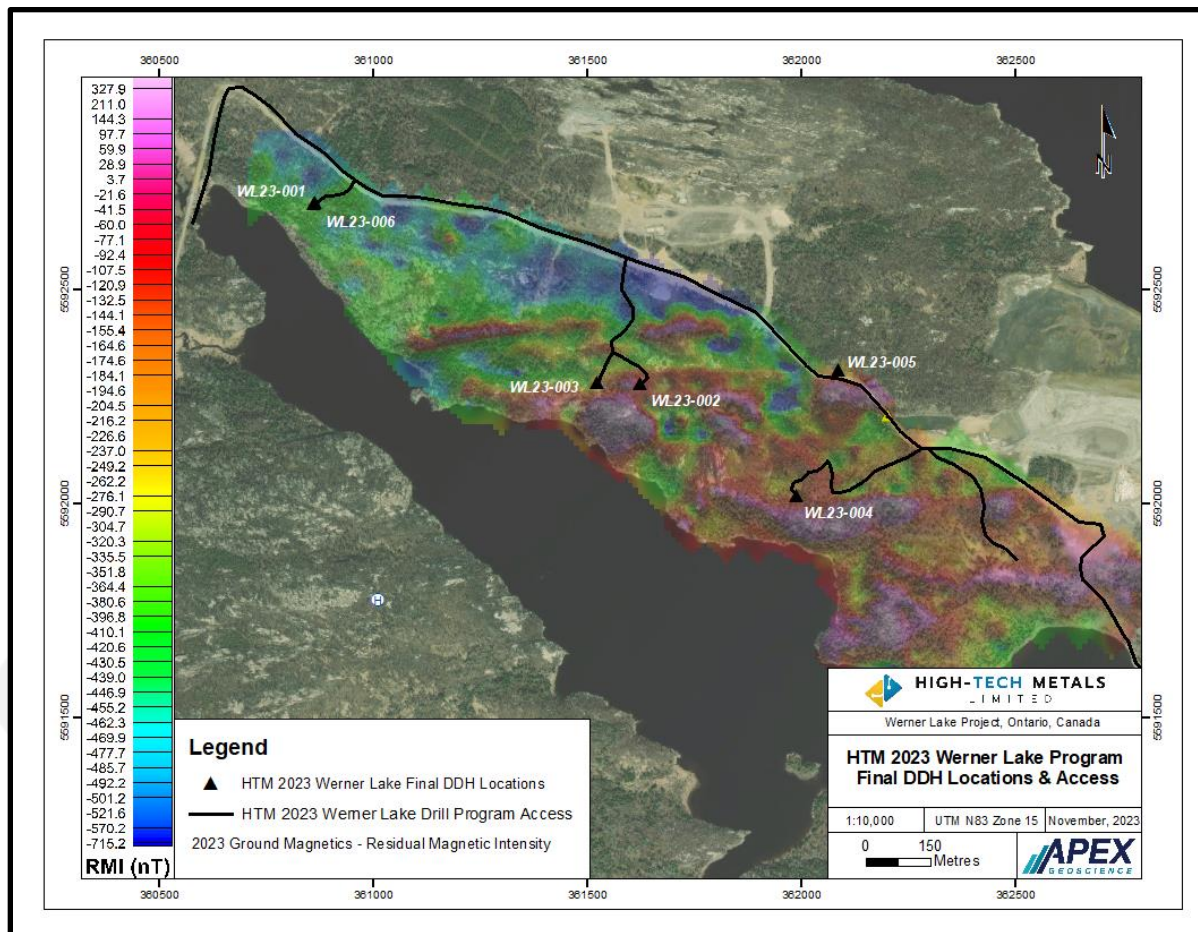 360500 361000 361500 362000 362500
327.9
211.0
144.3
97.7
59.9
28.9
3.7
-21.6
-41.5
-60.0
-77.1
-92.4
-107.5
-120.9
-132.5
-144.1
-155.4
-164.6
-174.6
-184.1
-194.6
-204.5
-216.2
-226.6
-237.0
-249.2
-262.2
-276.1
-290.7
-304.7
-320.3
-335.5
-351.8
-364.4
-380.6
-396.8
-410.1
-420.6
-430.5
-439.0
-446.9
-455.2
-462.3
-469.9
-477.7
-485.7
-492.2
-501.2
-521.6
-570.2
-715.2
RMI (nT)
N
WL23-001
WL23-006
5592500 5592500
WL23-005
WL23-003
WL23-002
5592000 5592000
WL23-004
H
5591500 5591500
Legend
HTM 2023 Werner Lake Final DDH Locations
HTM 2023 Werner Lake Drill Program Access
2023 Ground Magnetics - Residual Magnetic Intensity
HIGH-TECH METALS
LIMITED
Werner Lake Project, Ontario, Canada
HTM 2023 Werner Lake Program
Final DDH Locations & Access
1:10,000 UTM N83 Zone 15 November, 2023
0 150
Metres
APEX
GEOSCIENCE
360500 361000 361500 362000 362500